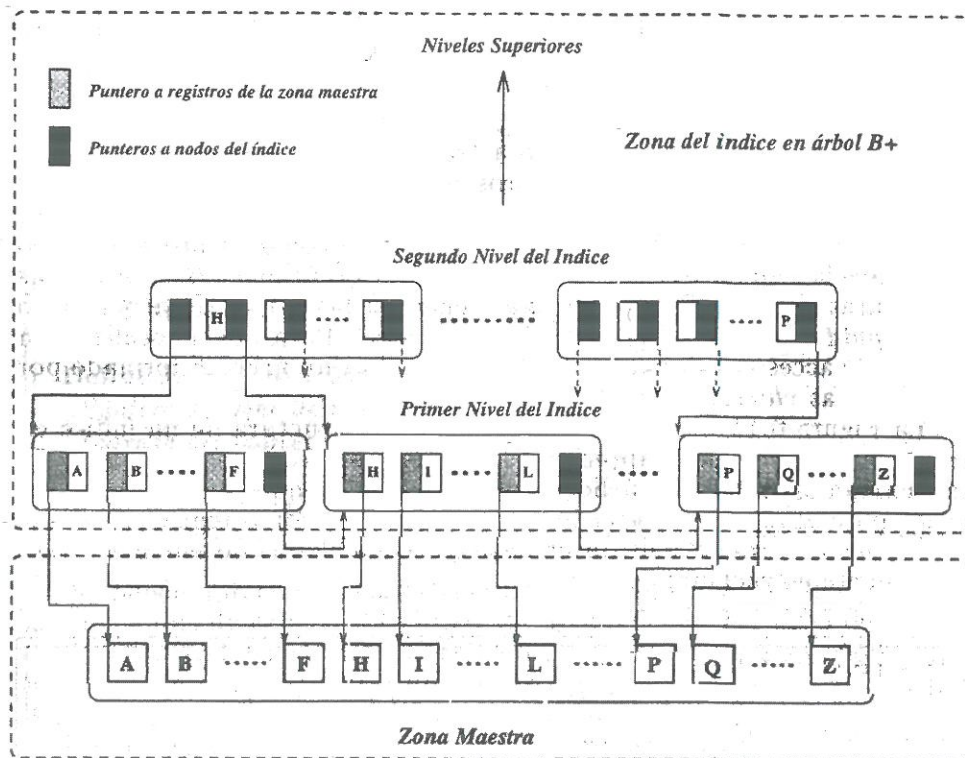 Niveles Superiores
Puntero a registros de la zona maestra
Punteros a nodos del índice
Zona del indice en árbol B+
Segundo Nivel del Indice
H ..... ............ ..... P
Primer Nivel del Indice
A B ..... F H I ..... L ..... P Q ..... Z
A B ..... F H I ..... L ..... P Q ..... Z
Zona Maestra